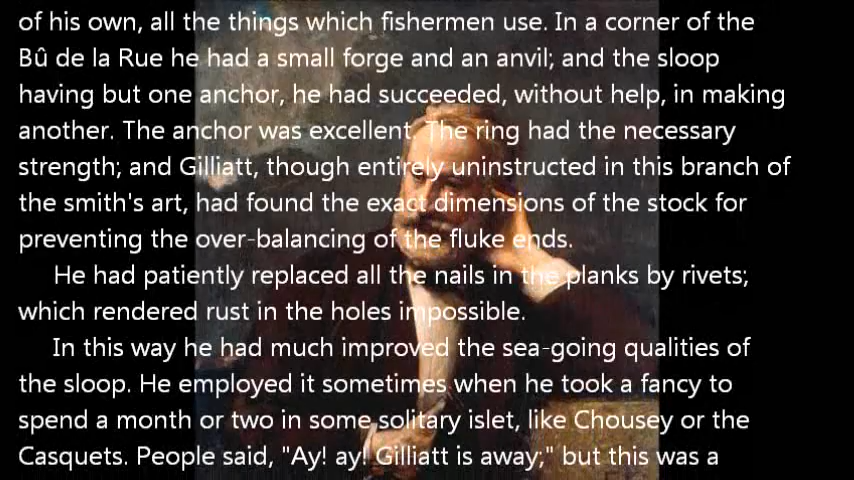 of his own, all the things which fishermen use. In a corner of the
Bû de la Rue he had a small forge and an anvil; and the sloop
having but one anchor, he had succeeded, without help, in making
another. The anchor was excellent. The ring had the necessary
strength; and Gilliatt, though entirely uninstructed in this branch of
the smith's art, had found the exact dimensions of the stock for
preventing the over-balancing of the fluke ends.
He had patiently replaced all the nails in the planks by rivets;
which rendered rust in the holes impossible.
In this way he had much improved the sea-going qualities of
the sloop. He employed it sometimes when he took a fancy to
spend a month or two in some solitary islet, like Chousey or the
Casquets. People said, "Ay! ay! Gilliatt is away;" but this was a